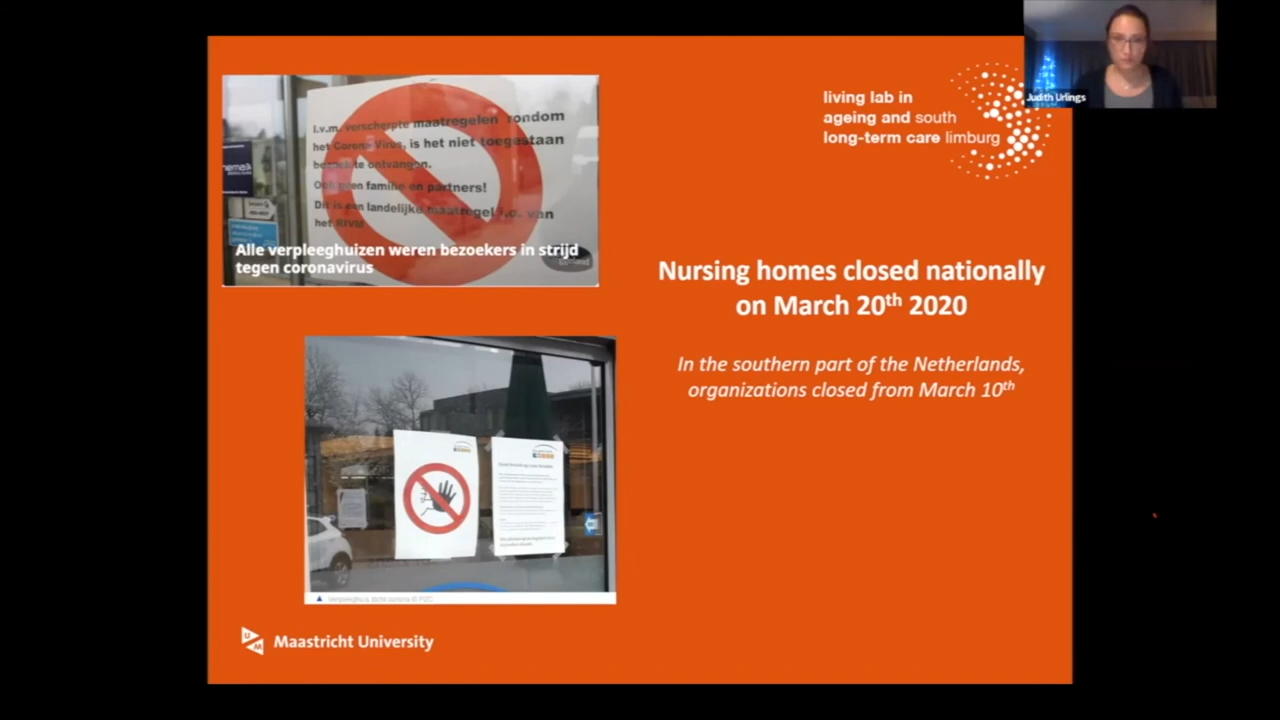 I.v.m. verscherpte maatregelen rondom
het Corona Virus, is het niet toegestaan
bezoek te ontvangen.
Ook geen familie en partners!
Dit is een landelijke maatregel i.o. van
het RIVM
Alle verpleeghuizen weren bezoekers in strijd
tegen coronavirus
living lab in
ageing and south
long-term care limburg
Judith Urlings
Nursing homes closed nationally
on March 20th 2020
In the southern part of the Netherlands,
organizations closed from March 10th
UM
Maastricht University